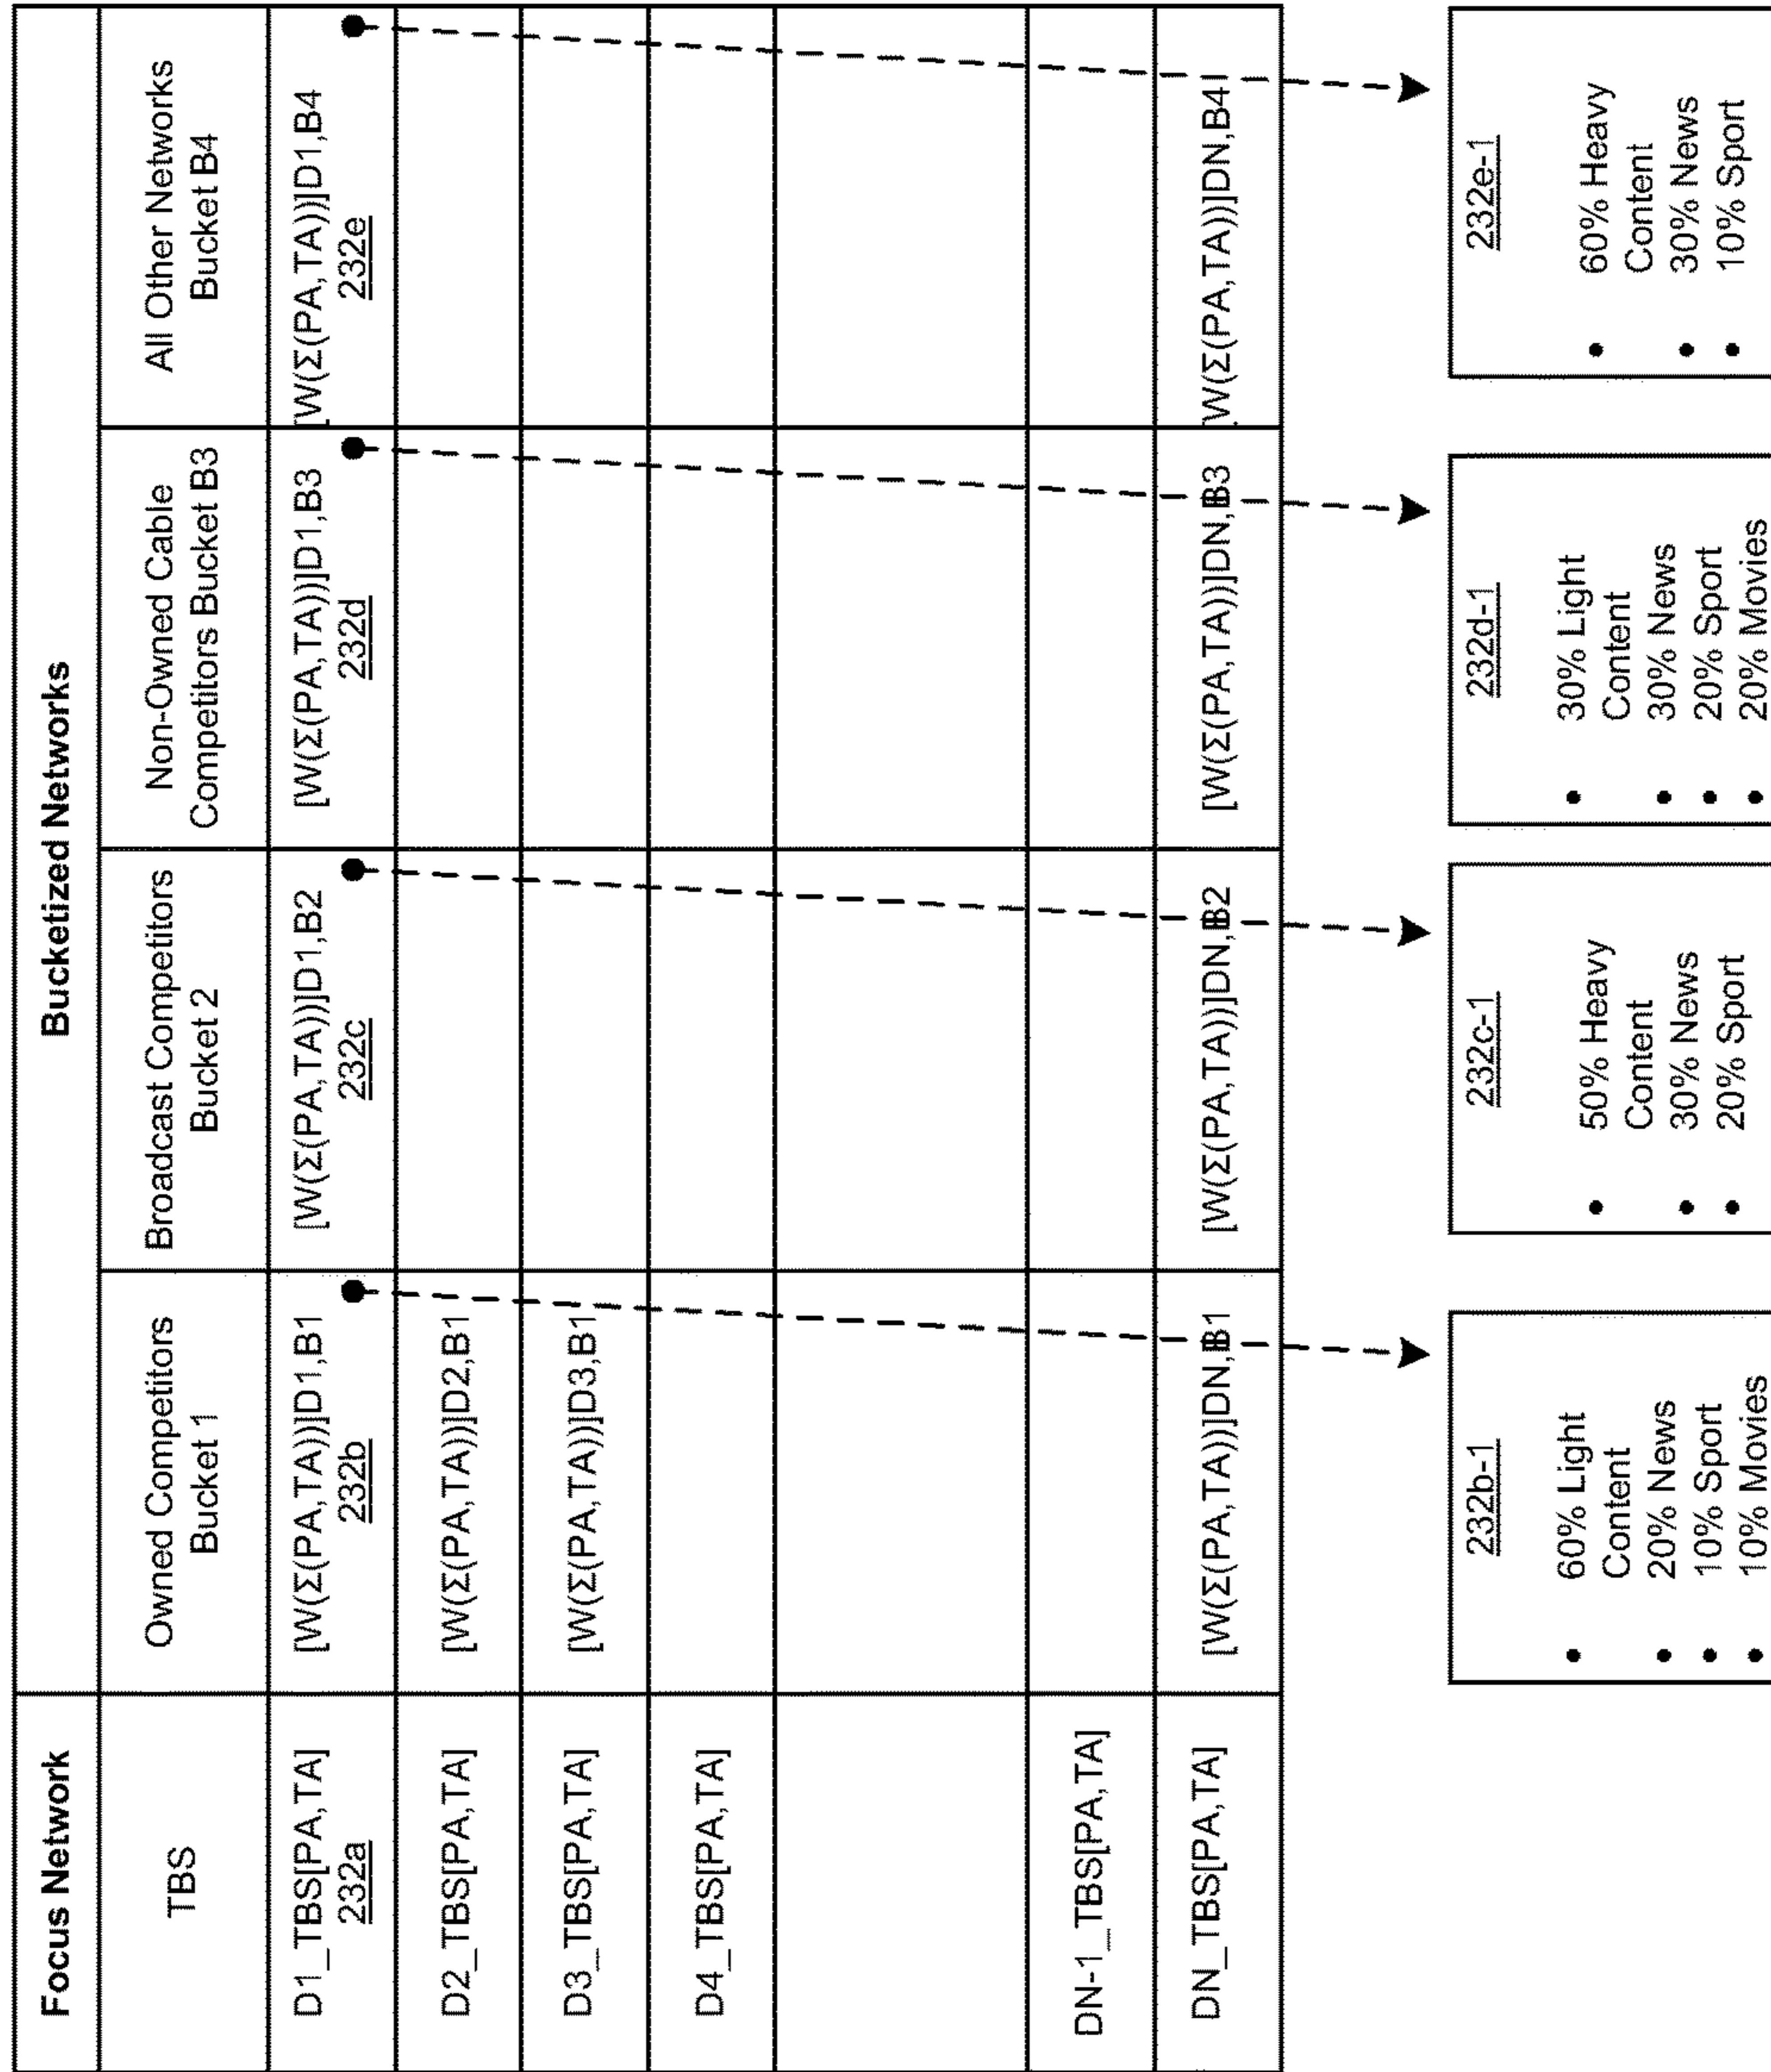 Focus Network
Bucketized Networks
TBS
Owned Competitors
Bucket 1
Broadcast Competitors
Bucket 2
Non-Owned Cable
Competitors Bucket B3
All Other Networks
Bucket B4
D1_TBS[PA,TA]
232a
[W(Σ(PA,TA))]D1,B1
232b
[W(Σ(PA,TA))]D1,B2
232c
[W(Σ(PA,TA))]D1,B3
232d
[W(Σ(PA,TA))]D1,B4
232e
D2_TBS[PA,TA]
[W(Σ(PA,TA))]D2,B1
D3_TBS[PA,TA]
[W(Σ(PA,TA))]D3,B1
D4_TBS[PA,TA]
DN-1_TBS[PA,TA]
DN_TBS[PA,TA]
[W(Σ(PA,TA))]DN,B1
[W(Σ(PA,TA))]DN,B2
[W(Σ(PA,TA))]DN,B3
[W(Σ(PA,TA))]DN,B4
232b-1
• 60% Light
Content
• 20% News
• 10% Sport
• 10% Movies
232c-1
• 50% Heavy
Content
• 30% News
• 20% Sport
232d-1
• 30% Light
Content
• 30% News
• 20% Sport
• 20% Movies
232e-1
• 60% Heavy
Content
• 30% News
• 10% Sport